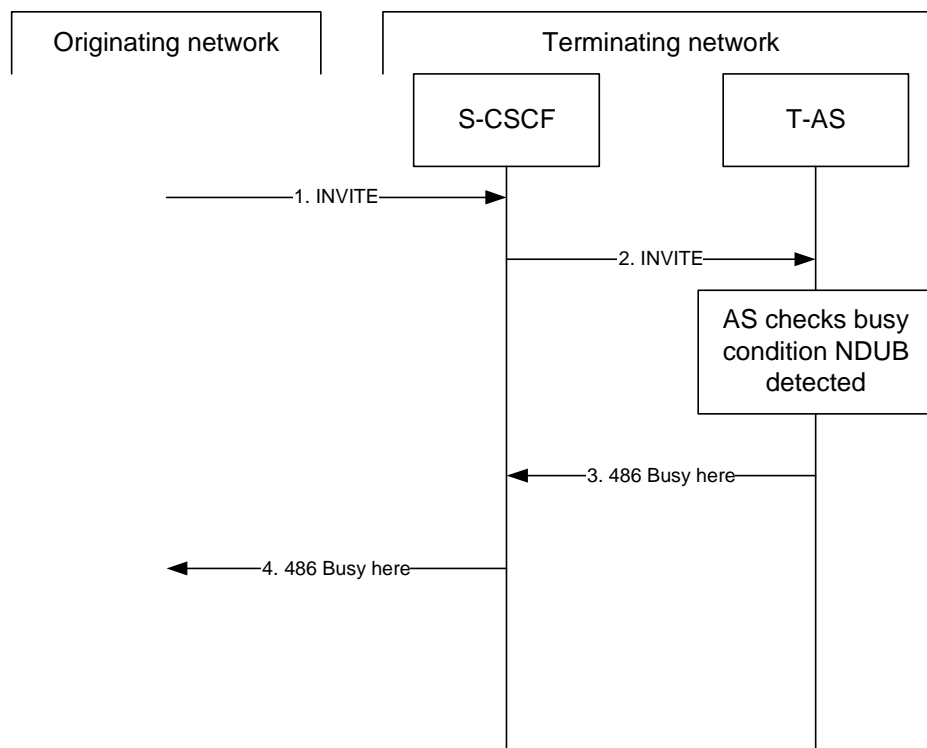 Originating network
Terminating network
S-CSCF
T-AS
1. INVITE
2. INVITE
AS checks busy
condition NDUB
detected
3. 486 Busy here
4. 486 Busy here